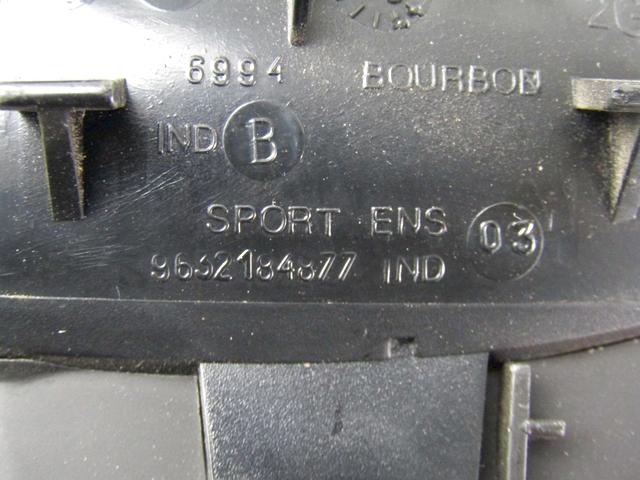 6994 BOURBON
IND B
SPORT ENS 03
9632184877 IND